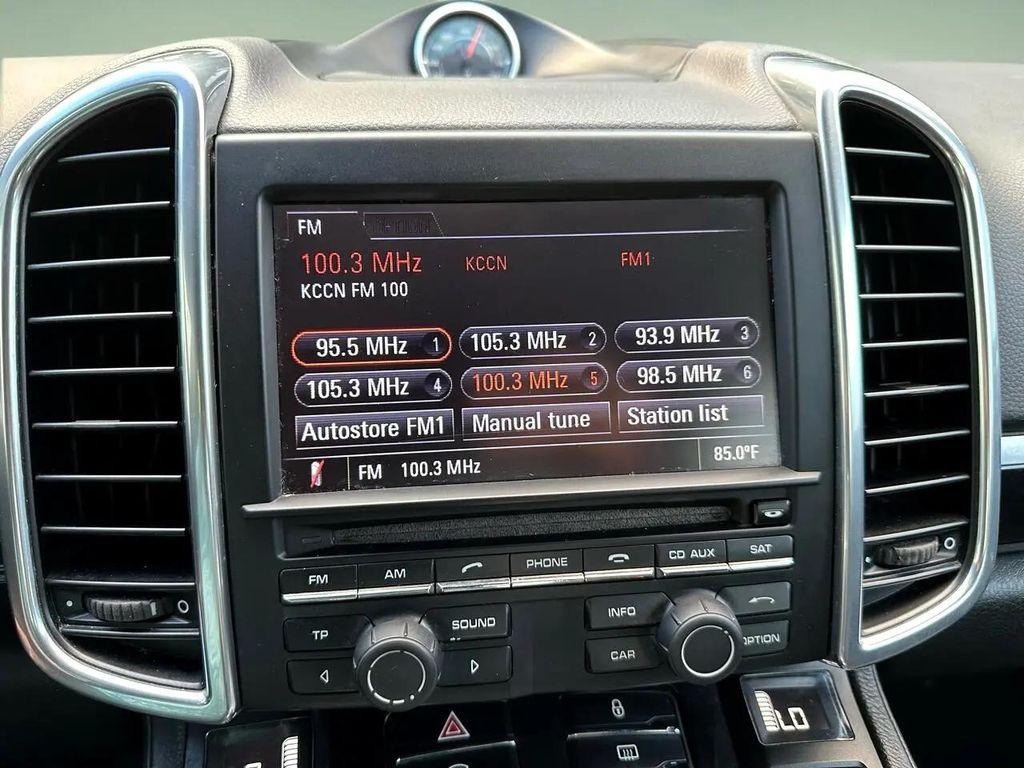 FM
100.3 MHz KCCN FM1
KCCN FM 100
95.5 MHz 1 105.3 MHz 2 93.9 MHz 3
105.3 MHz 4 100.3 MHz 5 98.5 MHz 6
Autostore FM1 Manual tune Station list
FM 100.3 MHz 85.0°F
FM AM PHONE CD AUX SAT
TP SOUND INFO
CAR OPTION
LO